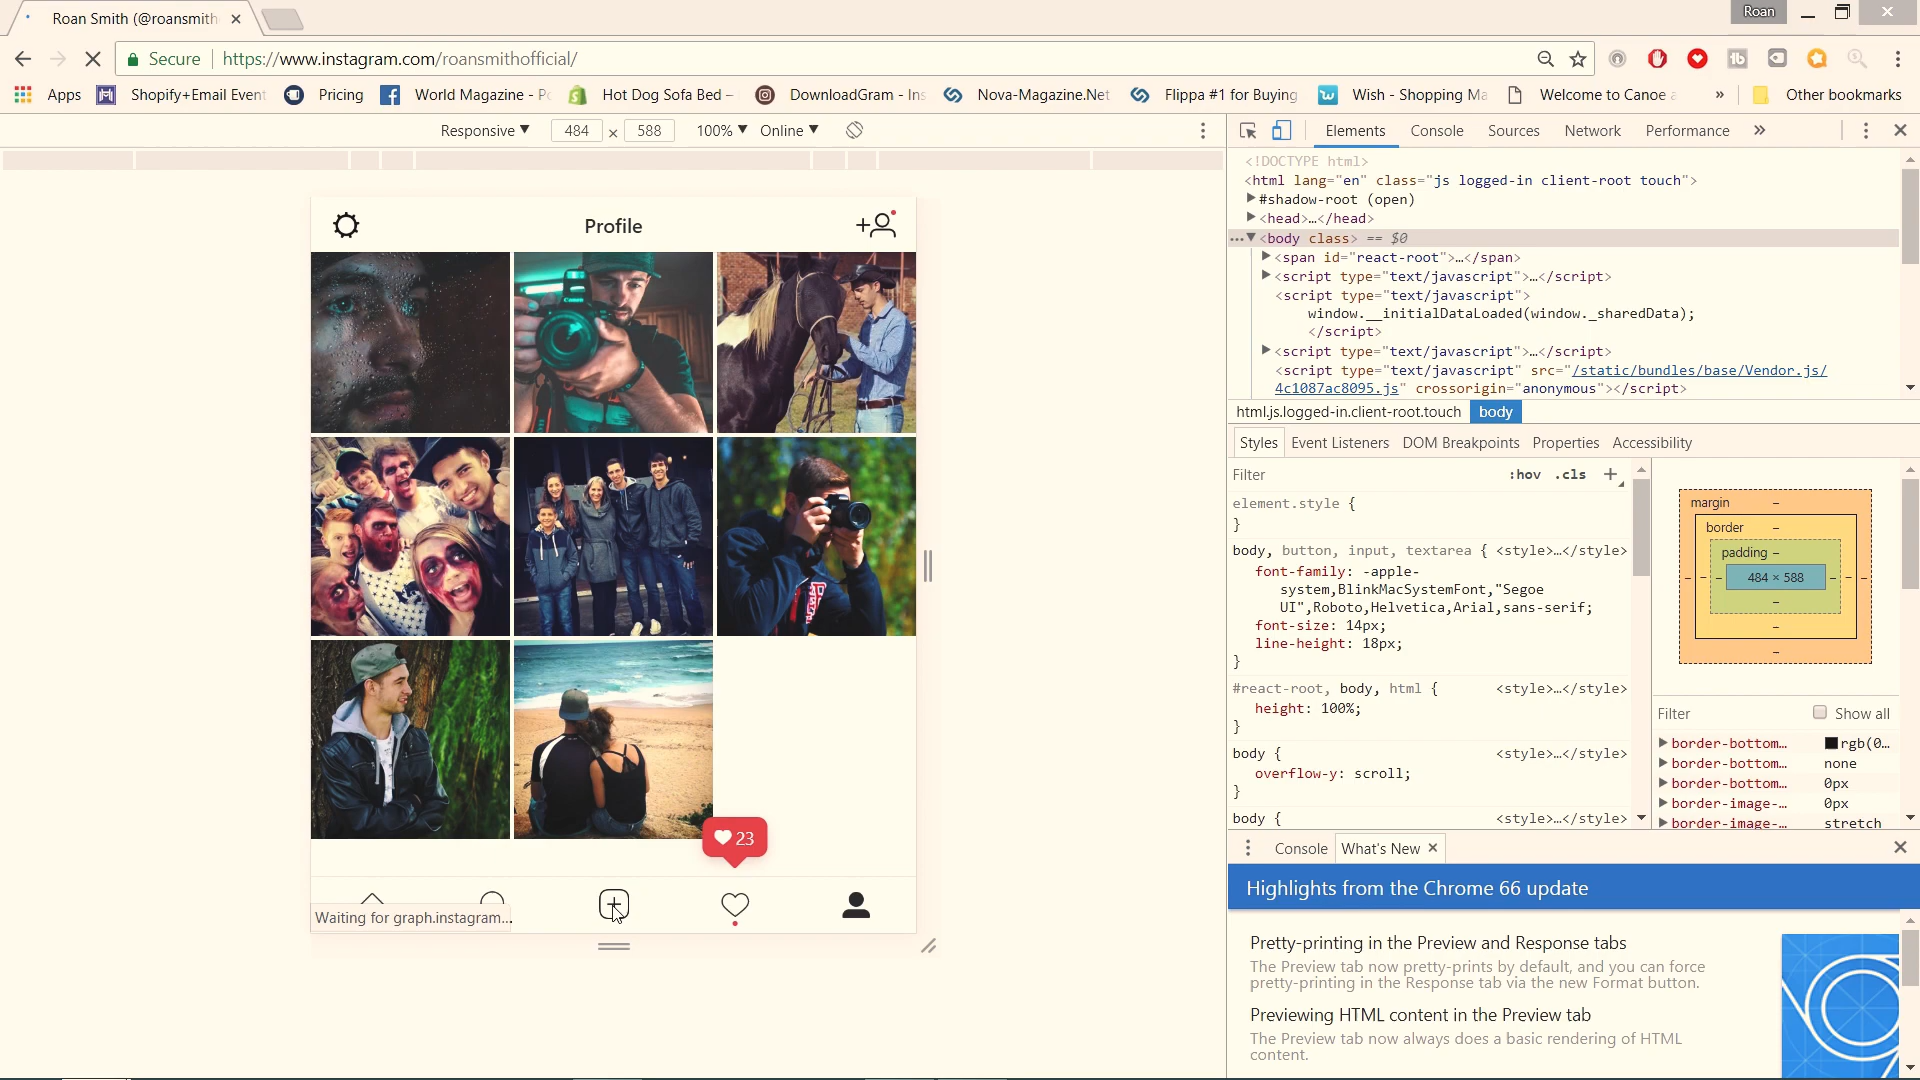 Roan Smith (@roansmith
Roan
Secure
https://www.instagram.com/roansmithofficial/
Apps
Shopify+Email Event
Pricing
World Magazine - Po
Hot Dog Sofa Bed –
DownloadGram - Ins
Nova-Magazine.Net
Flippa #1 for Buying
Wish - Shopping Ma
Welcome to Canoe a
»
Other bookmarks
Responsive ▼
484 × 588
100% ▼
Online ▼
Elements
Console
Sources
Network
Performance
»
<!DOCTYPE html>
<html lang="en" class="js logged-in client-root touch">
#shadow-root (open)
<head>…</head>
<body class> == $0
<span id="react-root">…</span>
<script type="text/javascript">…</script>
<script type="text/javascript">
window.__initialDataLoaded(window._sharedData);
</script>
<script type="text/javascript">…</script>
<script type="text/javascript" src="/static/bundles/base/Vendor.js/
4c1087ac8095.js" crossorigin="anonymous"></script>
html.js.logged-in.client-root.touch
body
Profile
23
Waiting for graph.instagram...
Styles
Event Listeners
DOM Breakpoints
Properties
Accessibility
Filter
:hov .cls +
element.style {
}
body, button, input, textarea { <style>…</style>
font-family: -apple-
system,BlinkMacSystemFont,"Segoe
UI",Roboto,Helvetica,Arial,sans-serif;
font-size: 14px;
line-height: 18px;
}
#react-root, body, html { <style>…</style>
height: 100%;
}
body { <style>…</style>
overflow-y: scroll;
}
body { <style>…</style>
margin –
border –
padding –
– – – 484 × 588 – – –
–
–
–
Filter
Show all
border-bottom… rgb(0…
border-bottom… none
border-bottom… 0px
border-image-… 0px
border-image-… stretch
Console
What's New ×
Highlights from the Chrome 66 update
Pretty-printing in the Preview and Response tabs
The Preview tab now pretty-prints by default, and you can force
pretty-printing in the Response tab via the new Format button.
Previewing HTML content in the Preview tab
The Preview tab now always does a basic rendering of HTML
content.